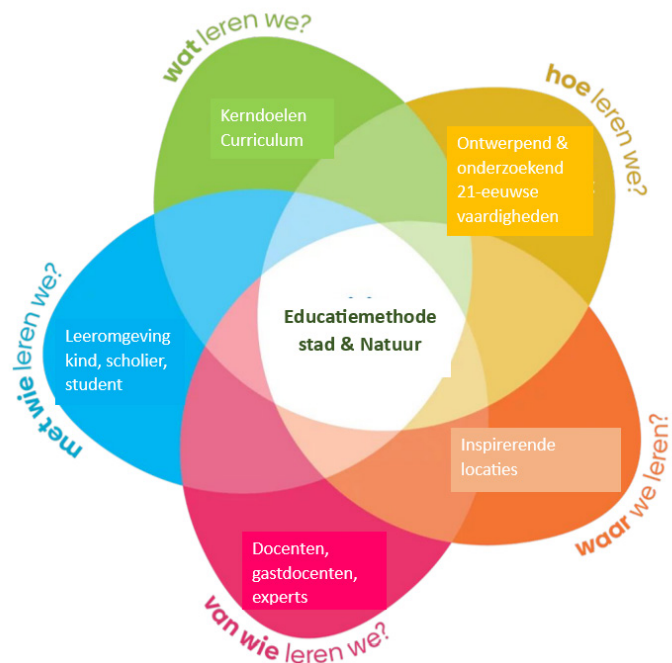 wat leren we?
Kerndoelen
Curriculum
hoe leren we?
Ontwerpend &
onderzoekend
21-eeuwse
vaardigheden
Educatiemethode
stad & Natuur
met wie leren we?
Leeromgeving
kind, scholier,
student
Inspirerende
locaties
waar we leren?
Docenten,
gastdocenten,
experts
van wie leren we?